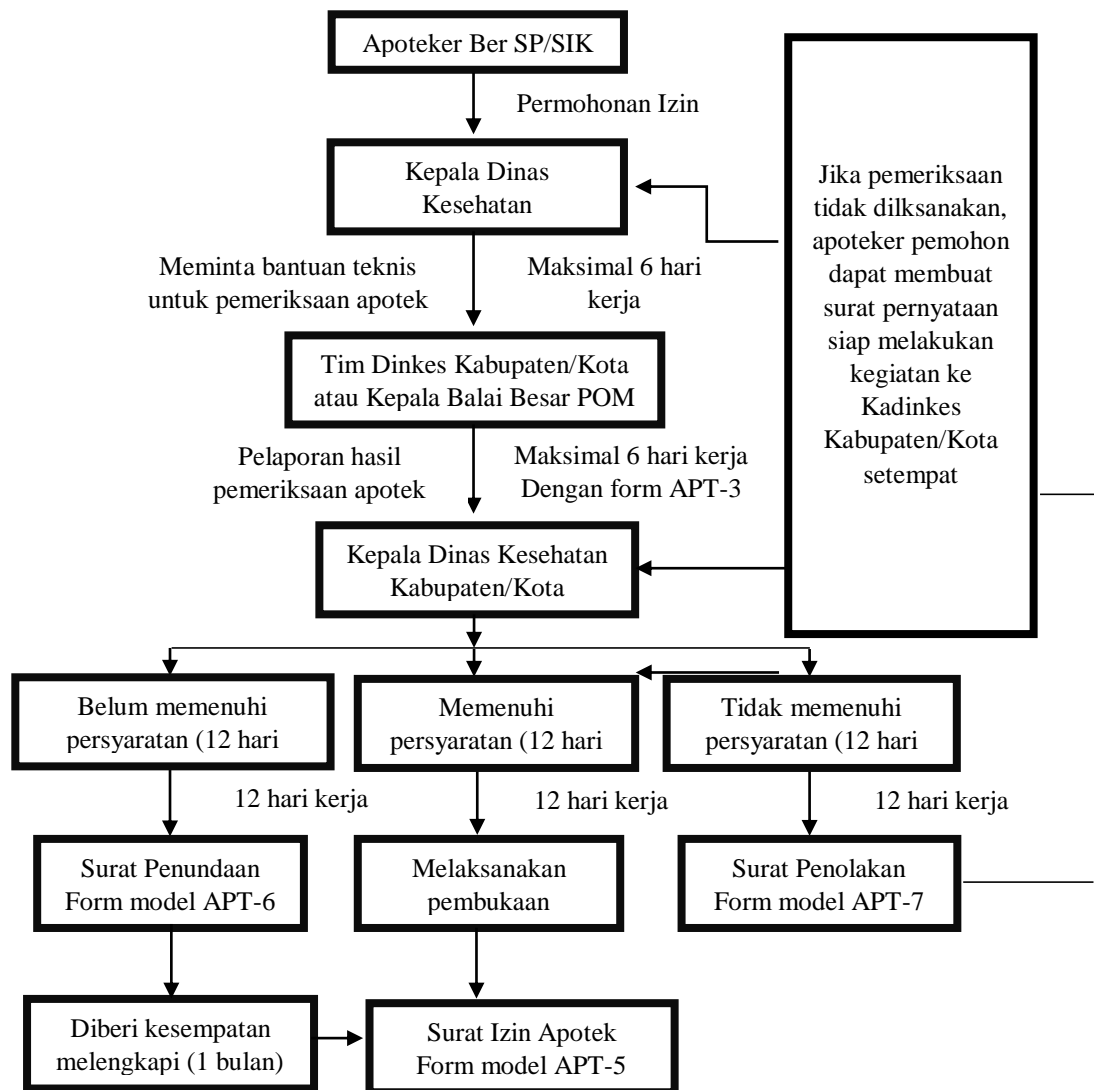 Apoteker Ber SP/SIK
Permohonan Izin
Kepala Dinas
Kesehatan
Jika pemeriksaan
tidak dilksanakan,
apoteker pemohon
dapat membuat
surat pernyataan
siap melakukan
kegiatan ke
Kadinkes
Kabupaten/Kota
setempat
Meminta bantuan teknis
untuk pemeriksaan apotek
Maksimal 6 hari
kerja
Tim Dinkes Kabupaten/Kota
atau Kepala Balai Besar POM
Pelaporan hasil
pemeriksaan apotek
Maksimal 6 hari kerja
Dengan form APT-3
Kepala Dinas Kesehatan
Kabupaten/Kota
Belum memenuhi
persyaratan (12 hari
Memenuhi
persyaratan (12 hari
Tidak memenuhi
persyaratan (12 hari
12 hari kerja
12 hari kerja
12 hari kerja
Surat Penundaan
Form model APT-6
Melaksanakan
pembukaan
Surat Penolakan
Form model APT-7
Diberi kesempatan
melengkapi (1 bulan)
Surat Izin Apotek
Form model APT-5